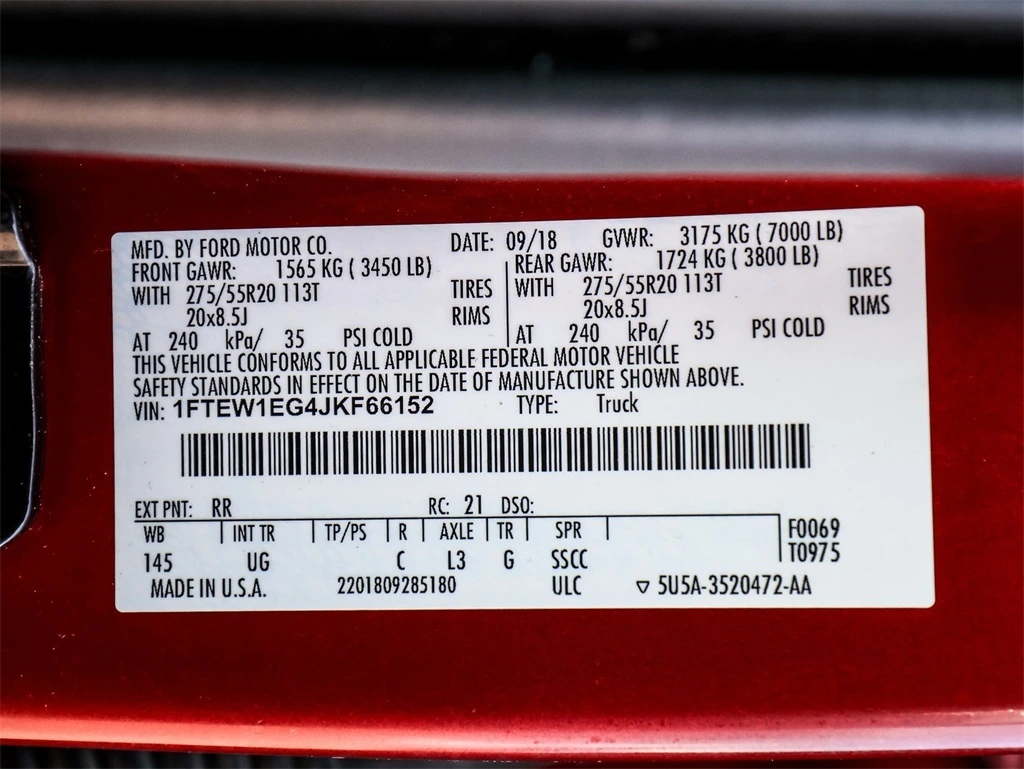 MFD. BY FORD MOTOR CO. DATE: 09/18 GVWR: 3175 KG ( 7000 LB)
FRONT GAWR: 1565 KG ( 3450 LB) REAR GAWR: 1724 KG ( 3800 LB)
WITH 275/55R20 113T TIRES WITH 275/55R20 113T TIRES
20x8.5J RIMS 20x8.5J RIMS
AT 240 kPa/ 35 PSI COLD AT 240 kPa/ 35 PSI COLD
THIS VEHICLE CONFORMS TO ALL APPLICABLE FEDERAL MOTOR VEHICLE
SAFETY STANDARDS IN EFFECT ON THE DATE OF MANUFACTURE SHOWN ABOVE.
VIN: 1FTEW1EG4JKF66152 TYPE: Truck
EXT PNT: RR RC: 21 DSO:
WB INT TR TP/PS R AXLE TR SPR F0069
145 UG C L3 G SSCC T0975
MADE IN U.S.A. 2201809285180 ULC ▽ 5U5A-3520472-AA